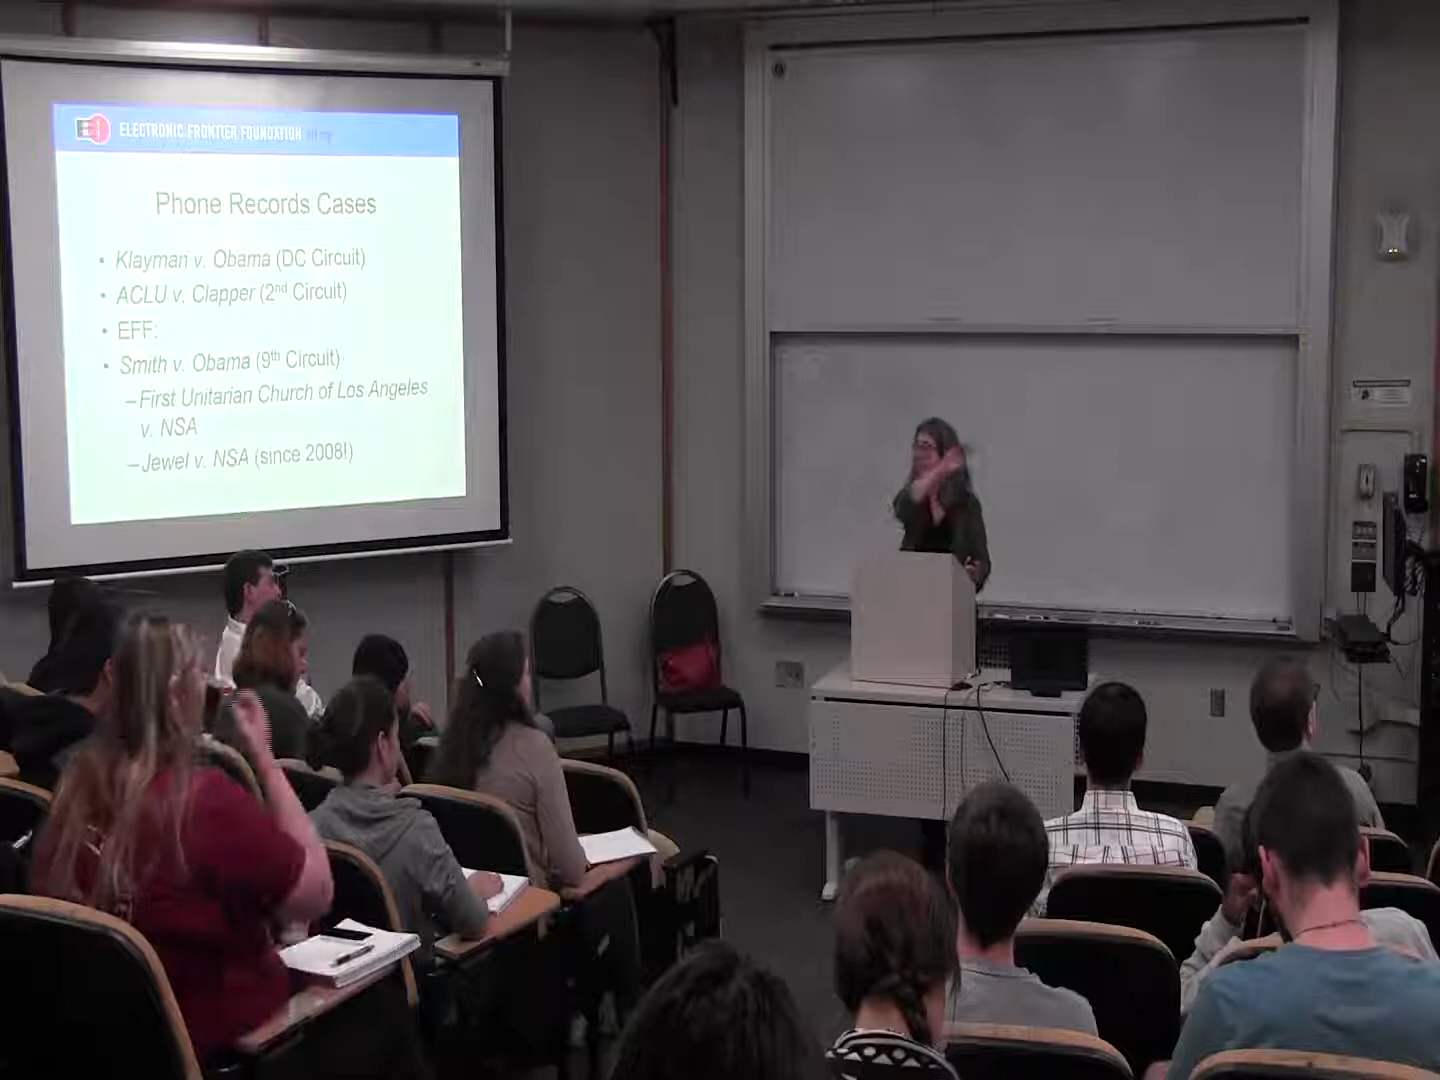 ELECTRONIC FRONTIER FOUNDATION
Phone Records Cases
• Klayman v. Obama (DC Circuit)
• ACLU v. Clapper (2nd Circuit)
• EFF:
• Smith v. Obama (9th Circuit)
–First Unitarian Church of Los Angeles
v. NSA
–Jewel v. NSA (since 2008!)